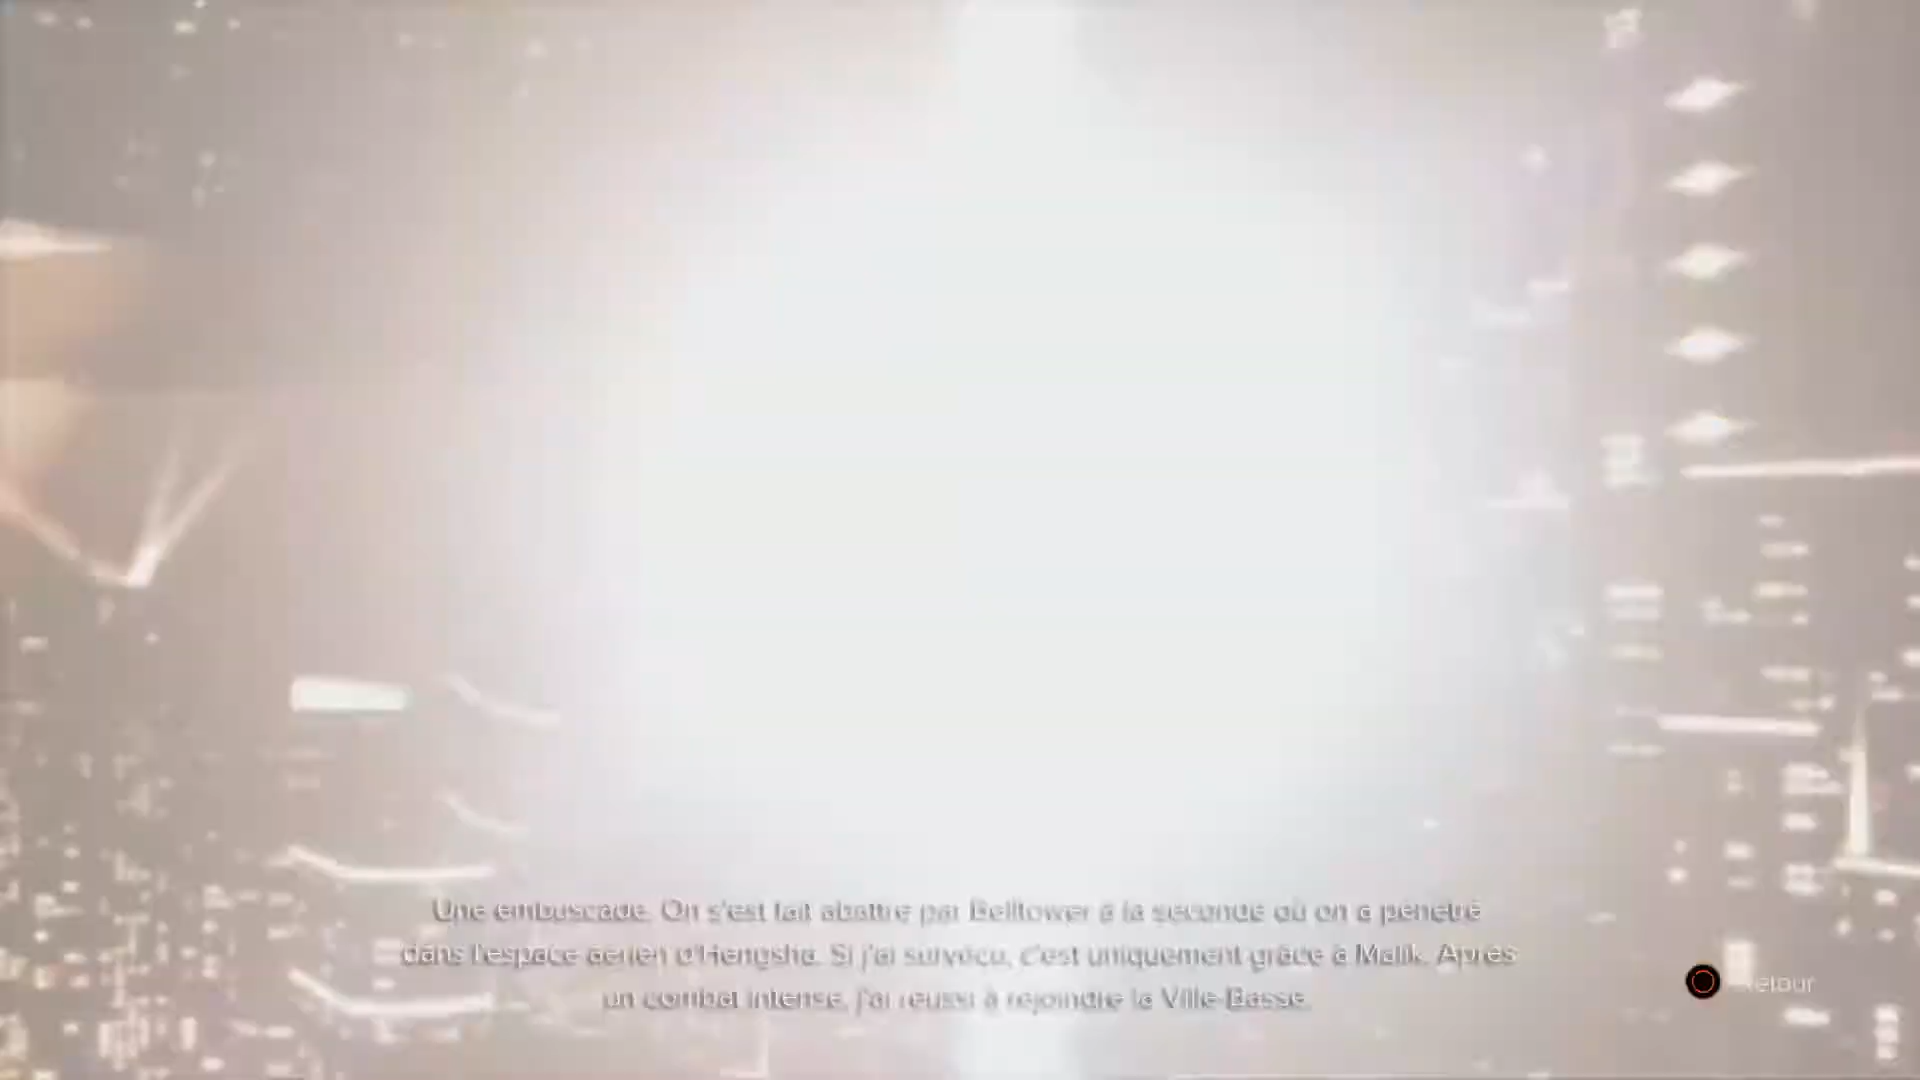 Une embuscade. On s'est fait abattre par Belltower à la seconde où on a pénétré
dans l'espace aérien d'Hengsha. Si j'ai survécu, c'est uniquement grâce à Malik. Après
un combat intense, j'ai réussi à rejoindre la Ville Basse.
Retour